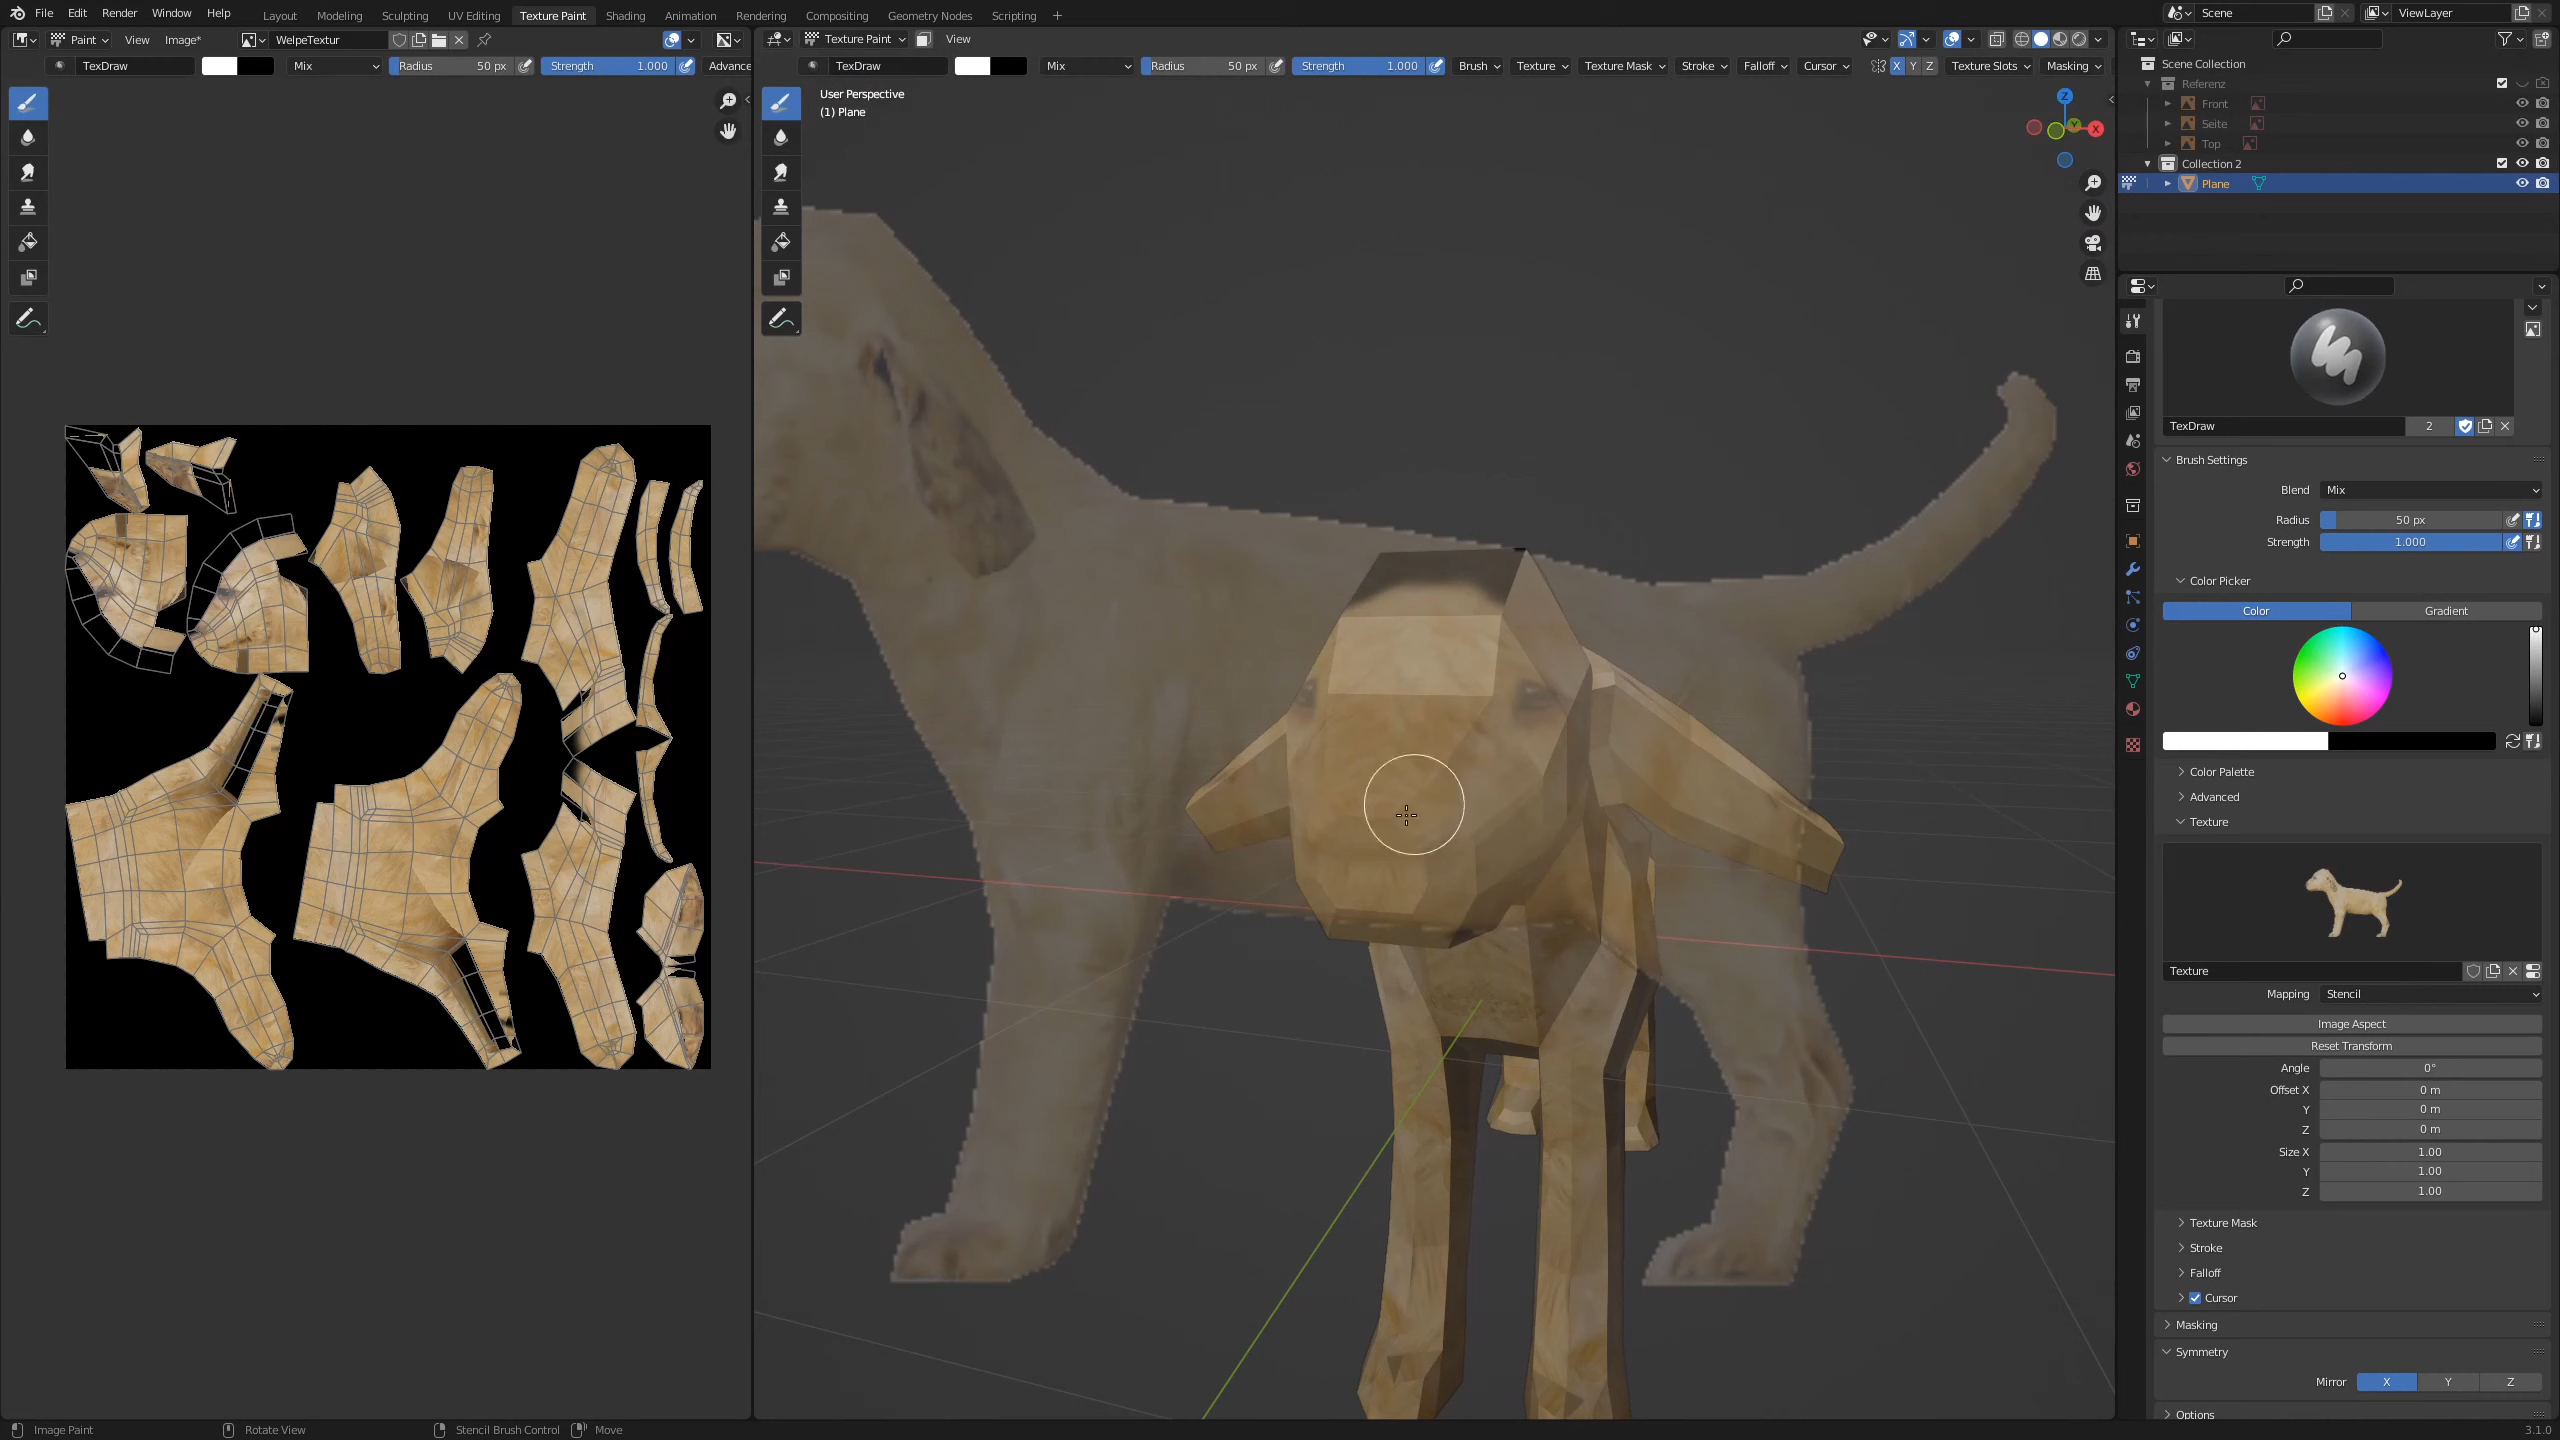 File Edit Render Window Help Layout Modeling Sculpting UV Editing Texture Paint Shading Animation Rendering Compositing Geometry Nodes Scripting + Scene ViewLayer
Paint View Image* WelpeTextur Texture Paint View
TexDraw Mix Radius 50 px Strength 1.000 Advance TexDraw Mix Radius 50 px Strength 1.000 Brush Texture Texture Mask Stroke Falloff Cursor X Y Z Texture Slots Masking
User Perspective
(1) Plane
Z
Y
X
Scene Collection
Referenz
Front
Seite
Top
Collection 2
Plane
TexDraw 2
Brush Settings
Blend Mix
Radius 50 px
Strength 1.000
Color Picker
Color Gradient
Color Palette
Advanced
Texture
Texture
Mapping Stencil
Image Aspect
Reset Transform
Angle 0°
Offset X 0 m
Y 0 m
Z 0 m
Size X 1.00
Y 1.00
Z 1.00
Texture Mask
Stroke
Falloff
Cursor
Masking
Symmetry
Mirror X Y Z
Options
Image Paint Rotate View Stencil Brush Control Move 3.1.0